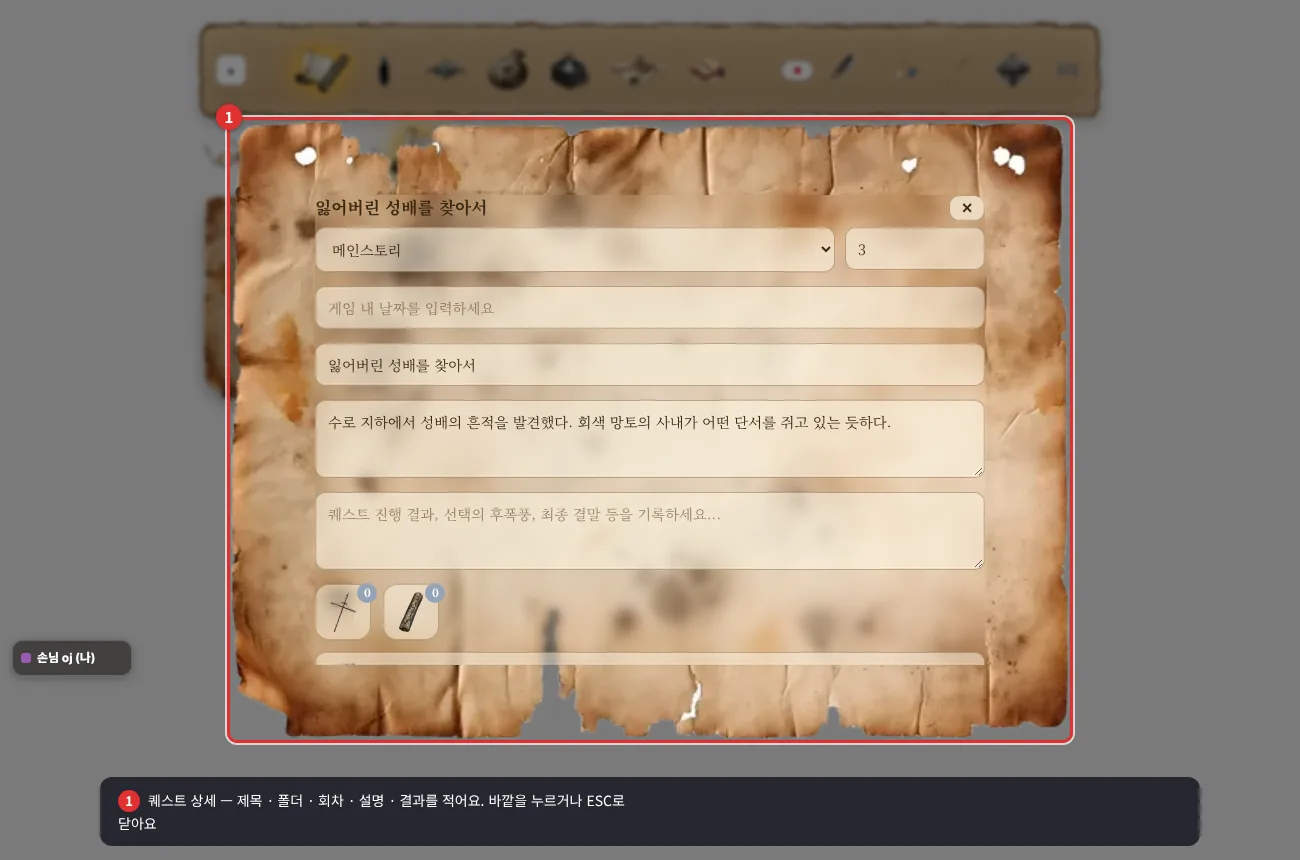 1
잃어버린 성배를 찾아서
×
메인스토리
3
게임 내 날짜를 입력하세요
잃어버린 성배를 찾아서
수로 지하에서 성배의 흔적을 발견했다. 회색 망토의 사내가 어떤 단서를 쥐고 있는 듯하다.
퀘스트 진행 결과, 선택의 후폭풍, 최종 결말 등을 기록하세요...
0 0
손님 oj (나)
1 퀘스트 상세 — 제목 · 폴더 · 회차 · 설명 · 결과를 적어요. 바깥을 누르거나 ESC로
닫아요